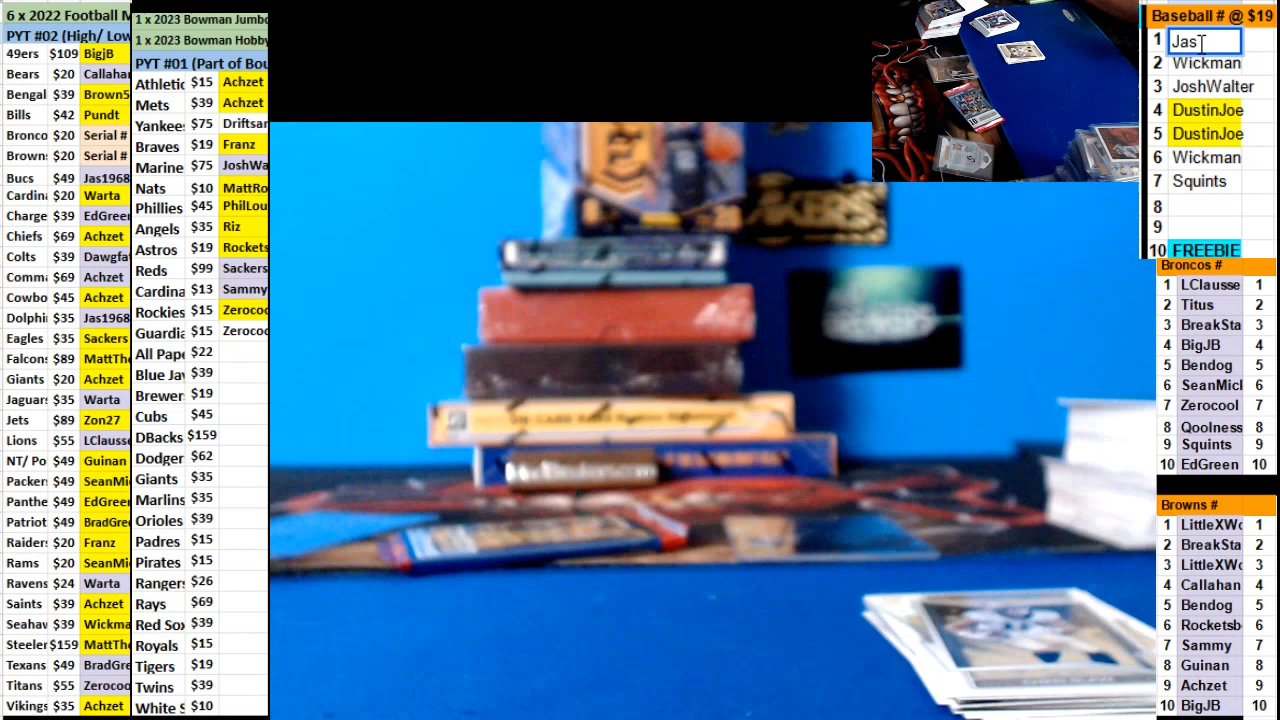 6 x 2022 Football M
PYT #02 (High/ Low
49ers $109 BigjB
Bears $20 Callahar
Bengal $39 Brown5
Bills $42 Pundt
Bronco $20 Serial #
Browns $20 Serial #
Bucs $49 Jas1968
Cardina $20 Warta
Charge $39 EdGreer
Chiefs $69 Achzet
Colts $39 Dawgfa
Comma $69 Achzet
Cowbo $45 Achzet
Dolphi $35 Jas1968
Eagles $35 Sackers
Falcons $89 MattThe
Giants $20 Achzet
Jaguars $35 Warta
Jets $89 Zon27
Lions $55 LClausse
NT/ Po $49 Guinan
Packer $49 SeanMic
Panthe $49 EdGreer
Patriot $49 BradGree
Raider $20 Franz
Rams $20 SeanMic
Ravens $24 Warta
Saints $39 Achzet
Seahav $39 Wickma
Steeler $159 MattThe
Texans $49 BradGre
Titans $55 Zerocoo
Vikings $35 Achzet
1 x 2023 Bowman Jumbo
1 x 2023 Bowman Hobby
PYT #01 (Part of Bou
Athletic $15 Achzet
Mets $39 Achzet
Yankee $75 Driftsar
Braves $19 Franz
Marine $75 JoshWa
Nats $10 MattRo
Phillies $45 PhilLou
Angels $35 Riz
Astros $19 Rockets
Reds $99 Sackers
Cardina $13 Sammy
Rockies $15 Zerocoo
Guardia $15 Zerocoo
All Pape $22
Blue Jay $39
Brewer $19
Cubs $45
DBacks $159
Dodger $62
Giants $35
Marlins $35
Orioles $39
Padres $15
Pirates $15
Ranger $26
Rays $69
Red Sox $39
Royals $15
Tigers $19
Twins $39
White S $10
Baseball # @ $19
1 Jas
2 Wickman
3 JoshWalter
4 DustinJoe
5 DustinJoe
6 Wickman
7 Squints
8
9
10 FREEBIE
Broncos #
1 LClausse 1
2 Titus 2
3 BreakSta 3
4 BigJB 4
5 Bendog 5
6 SeanMicl 6
7 Zerocool 7
8 Qoolness 8
9 Squints 9
10 EdGreen 10
Browns #
1 LittleXWo 1
2 BreakSta 2
3 LittleXWo 3
4 Callahan 4
5 Bendog 5
6 Rocketsb 6
7 Sammy 7
8 Guinan 8
9 Achzet 9
10 BigJB 10